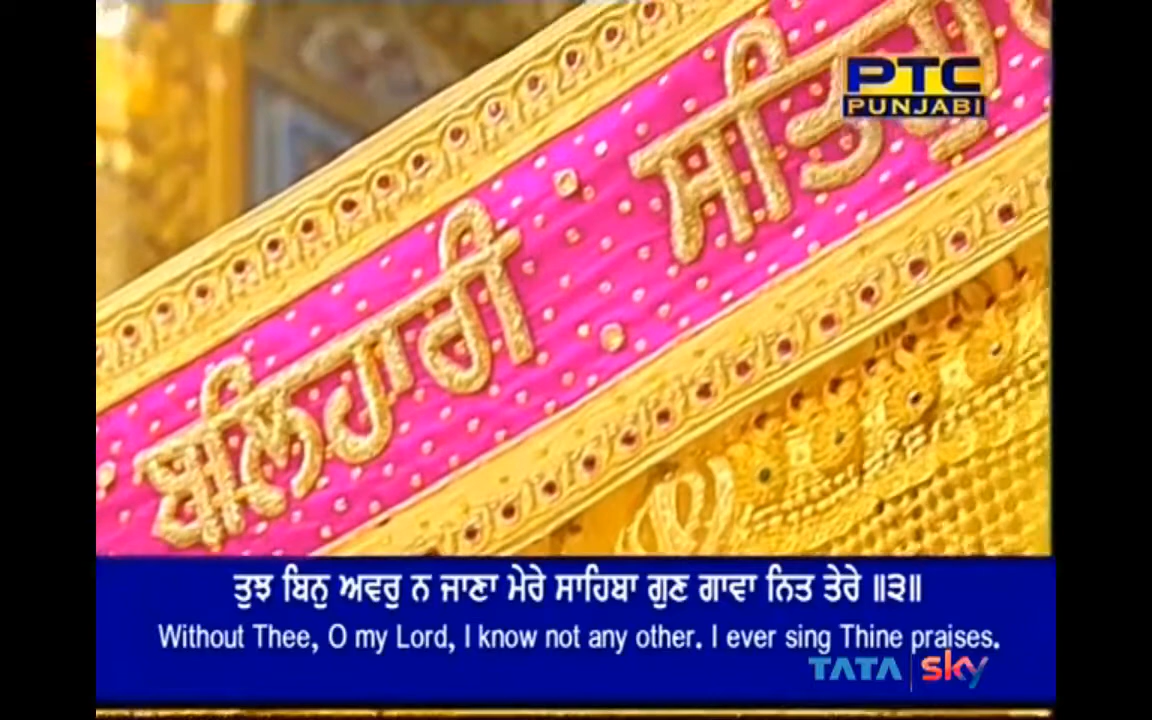 PTC
PUNJABI
ਬਲਿਹਾਰੀ
ਤੁਝ ਬਿਨੁ ਅਵਰੁ ਨ ਜਾਣਾ ਮੇਰੇ ਸਾਹਿਬਾ ਗੁਣ ਗਾਵਾ ਨਿਤ ਤੇਰੇ ॥੩॥
Without Thee, O my Lord, I know not any other. I ever sing Thine praises.
TATA sky